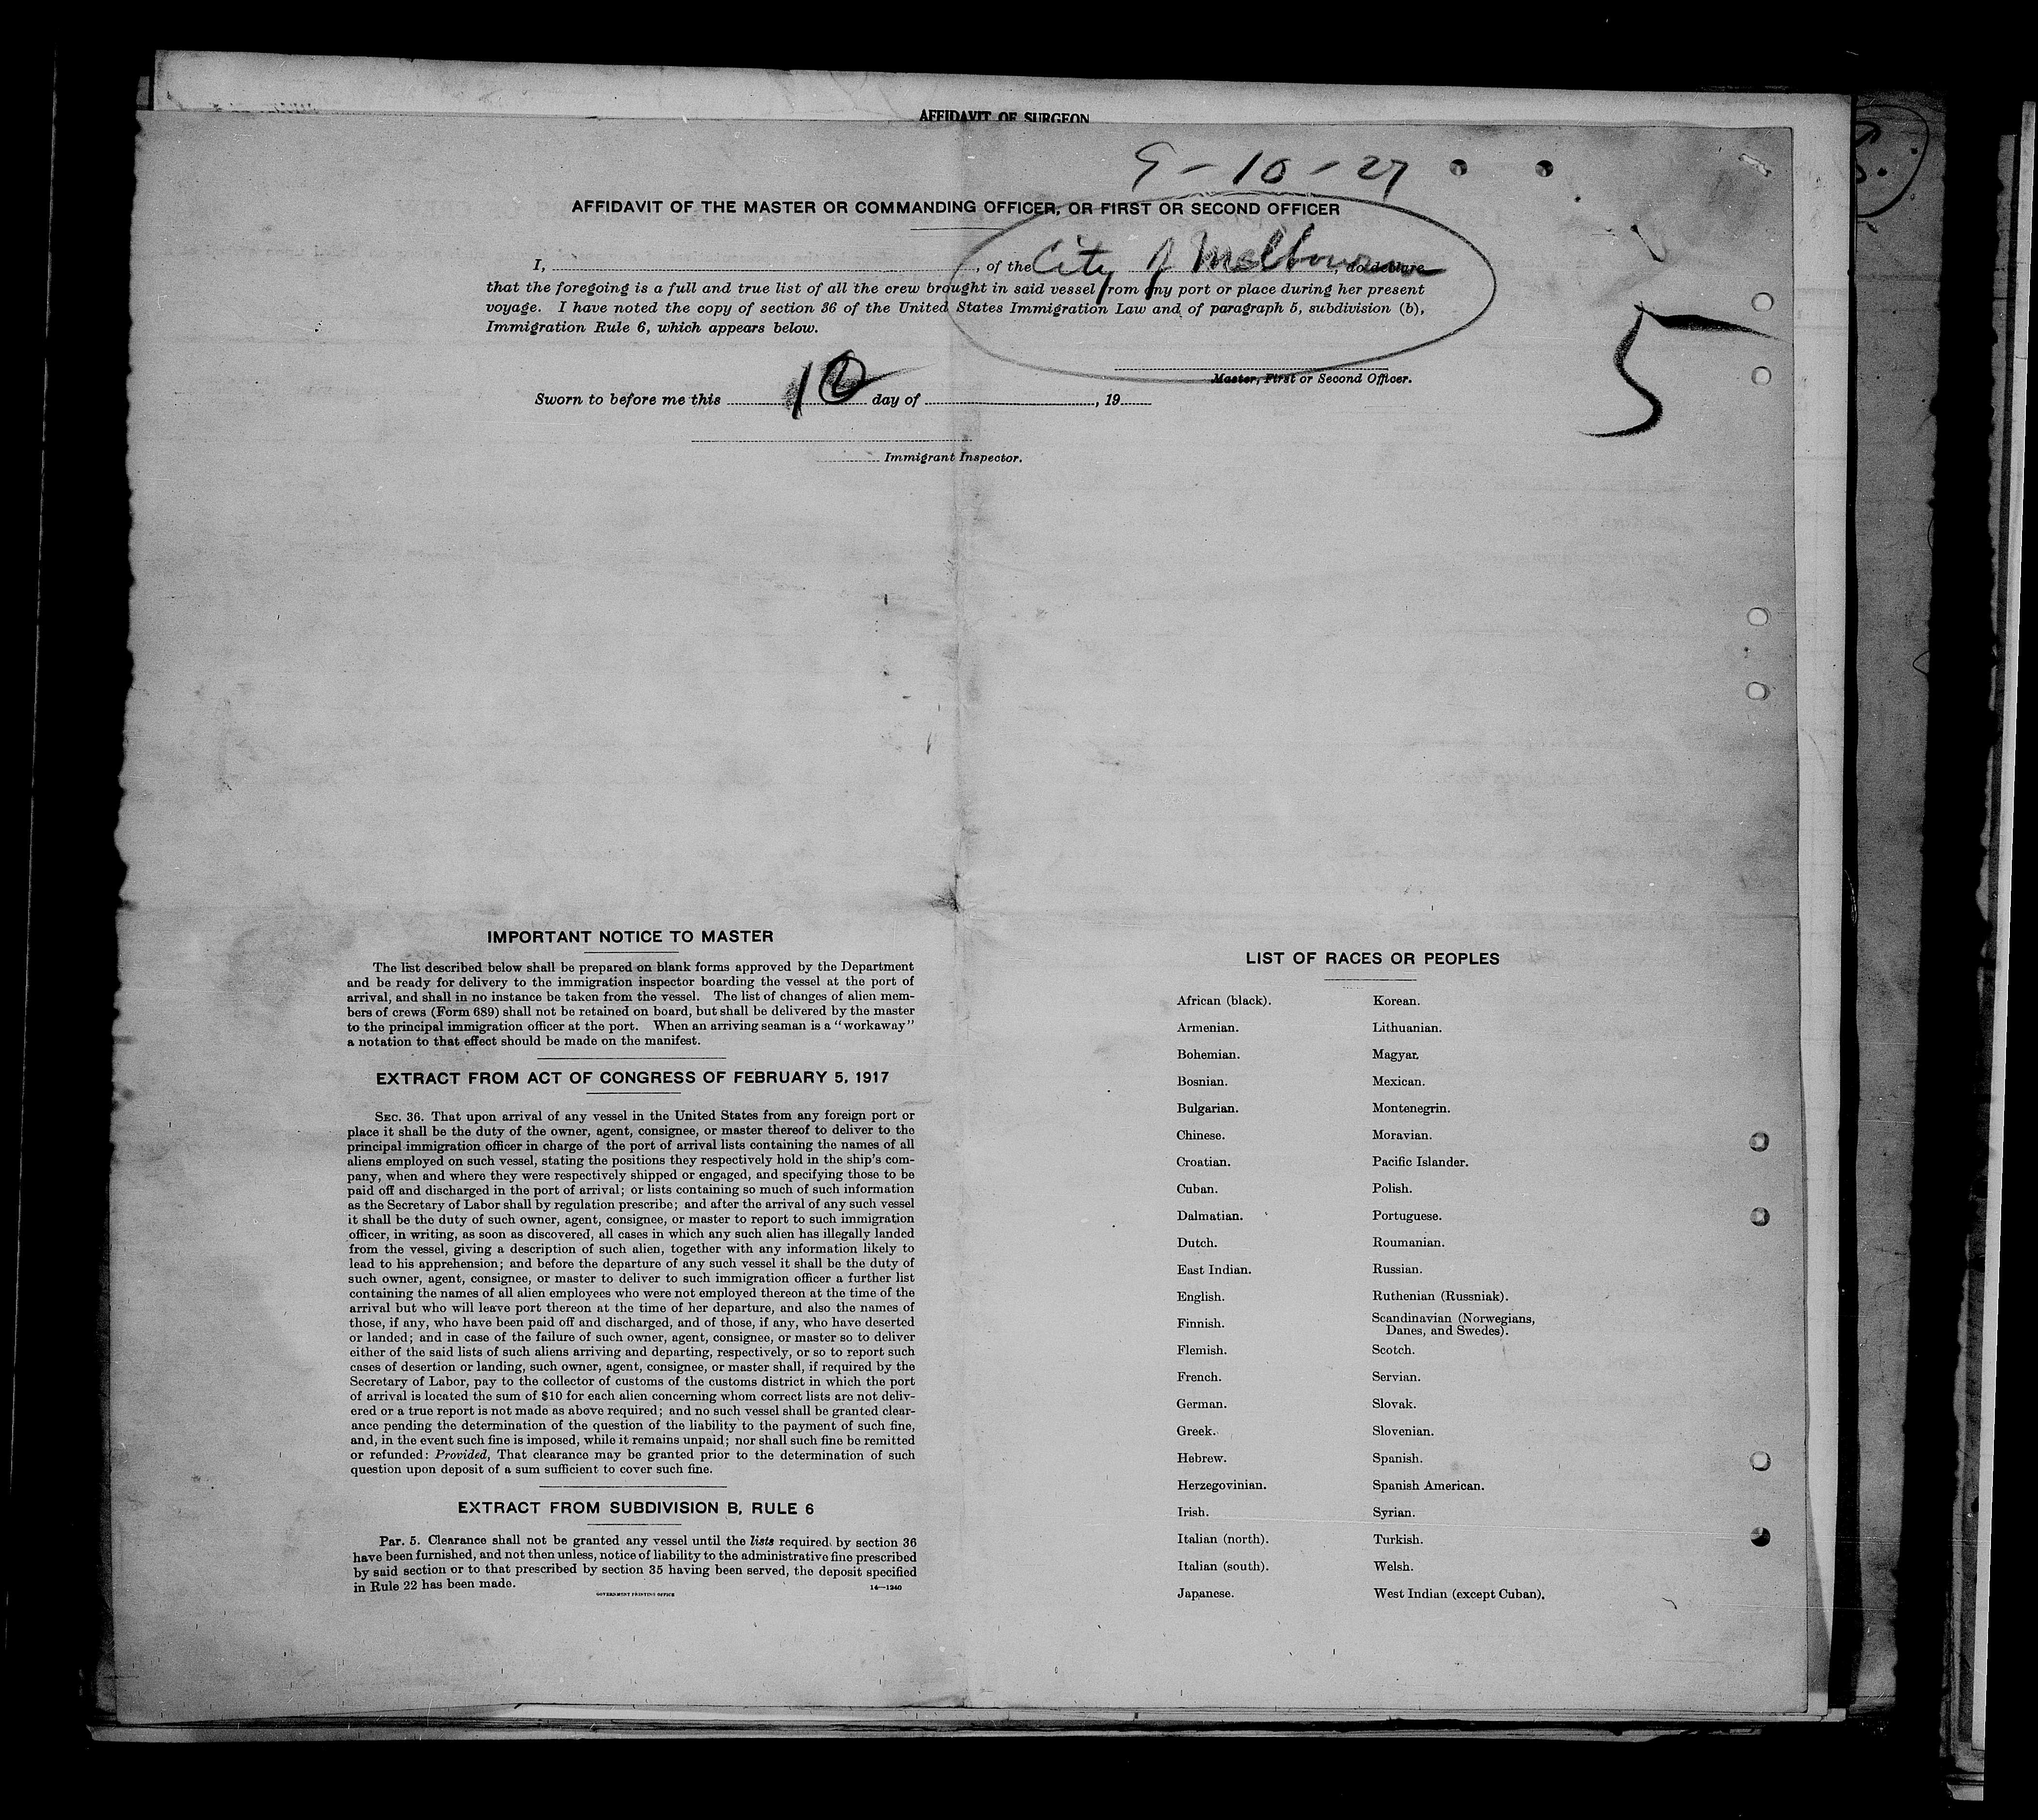 AFFIDAVIT OF SURGEON
9-10-27
AFFIDAVIT OF THE MASTER OR COMMANDING OFFICER, OR FIRST OR SECOND OFFICER
I, , of the City of Melbourne, do declare
that the foregoing is a full and true list of all the crew brought in said vessel from any port or place during her present
voyage. I have noted the copy of section 36 of the United States Immigration Law and of paragraph 5, subdivision (b),
Immigration Rule 6, which appears below.
5
Master, First or Second Officer.
Sworn to before me this 10 day of , 19
Immigrant Inspector.
IMPORTANT NOTICE TO MASTER
The list described below shall be prepared on blank forms approved by the Department
and be ready for delivery to the immigration inspector boarding the vessel at the port of
arrival, and shall in no instance be taken from the vessel. The list of changes of alien mem-
bers of crews (Form 689) shall not be retained on board, but shall be delivered by the master
to the principal immigration officer at the port. When an arriving seaman is a "workaway"
a notation to that effect should be made on the manifest.
EXTRACT FROM ACT OF CONGRESS OF FEBRUARY 5, 1917
SEC. 36. That upon arrival of any vessel in the United States from any foreign port or
place it shall be the duty of the owner, agent, consignee, or master thereof to deliver to the
principal immigration officer in charge of the port of arrival lists containing the names of all
aliens employed on such vessel, stating the positions they respectively hold in the ship's com-
pany, when and where they were respectively shipped or engaged, and specifying those to be
paid off and discharged in the port of arrival; or lists containing so much of such information
as the Secretary of Labor shall by regulation prescribe; and after the arrival of any such vessel
it shall be the duty of such owner, agent, consignee, or master to report to such immigration
officer, in writing, as soon as discovered, all cases in which any such alien has illegally landed
from the vessel, giving a description of such alien, together with any information likely to
lead to his apprehension; and before the departure of any such vessel it shall be the duty of
such owner, agent, consignee, or master to deliver to such immigration officer a further list
containing the names of all alien employees who were not employed thereon at the time of the
arrival but who will leave port thereon at the time of her departure, and also the names of
those, if any, who have been paid off and discharged, and of those, if any, who have deserted
or landed; and in case of the failure of such owner, agent, consignee, or master so to deliver
either of the said lists of such aliens arriving and departing, respectively, or so to report such
cases of desertion or landing, such owner, agent, consignee, or master shall, if required by the
Secretary of Labor, pay to the collector of customs of the customs district in which the port
of arrival is located the sum of $10 for each alien concerning whom correct lists are not deliv-
ered or a true report is not made as above required; and no such vessel shall be granted clear-
ance pending the determination of the question of the liability to the payment of such fine,
and, in the event such fine is imposed, while it remains unpaid; nor shall such fine be remitted
or refunded: Provided, That clearance may be granted prior to the determination of such
question upon deposit of a sum sufficient to cover such fine.
EXTRACT FROM SUBDIVISION B, RULE 6
Par. 5. Clearance shall not be granted any vessel until the lists required by section 36
have been furnished, and not then unless, notice of liability to the administrative fine prescribed
by said section or to that prescribed by section 35 having been served, the deposit specified
in Rule 22 has been made.
GOVERNMENT PRINTING OFFICE 14—1240
LIST OF RACES OR PEOPLES
African (black).
Armenian.
Bohemian.
Bosnian.
Bulgarian.
Chinese.
Croatian.
Cuban.
Dalmatian.
Dutch.
East Indian.
English.
Finnish.
Flemish.
French.
German.
Greek.
Hebrew.
Herzegovinian.
Irish.
Italian (north).
Italian (south).
Japanese.
Korean.
Lithuanian.
Magyar.
Mexican.
Montenegrin.
Moravian.
Pacific Islander.
Polish.
Portuguese.
Roumanian.
Russian.
Ruthenian (Russniak).
Scandinavian (Norwegians,
Danes, and Swedes).
Scotch.
Servian.
Slovak.
Slovenian.
Spanish.
Spanish American.
Syrian.
Turkish.
Welsh.
West Indian (except Cuban).